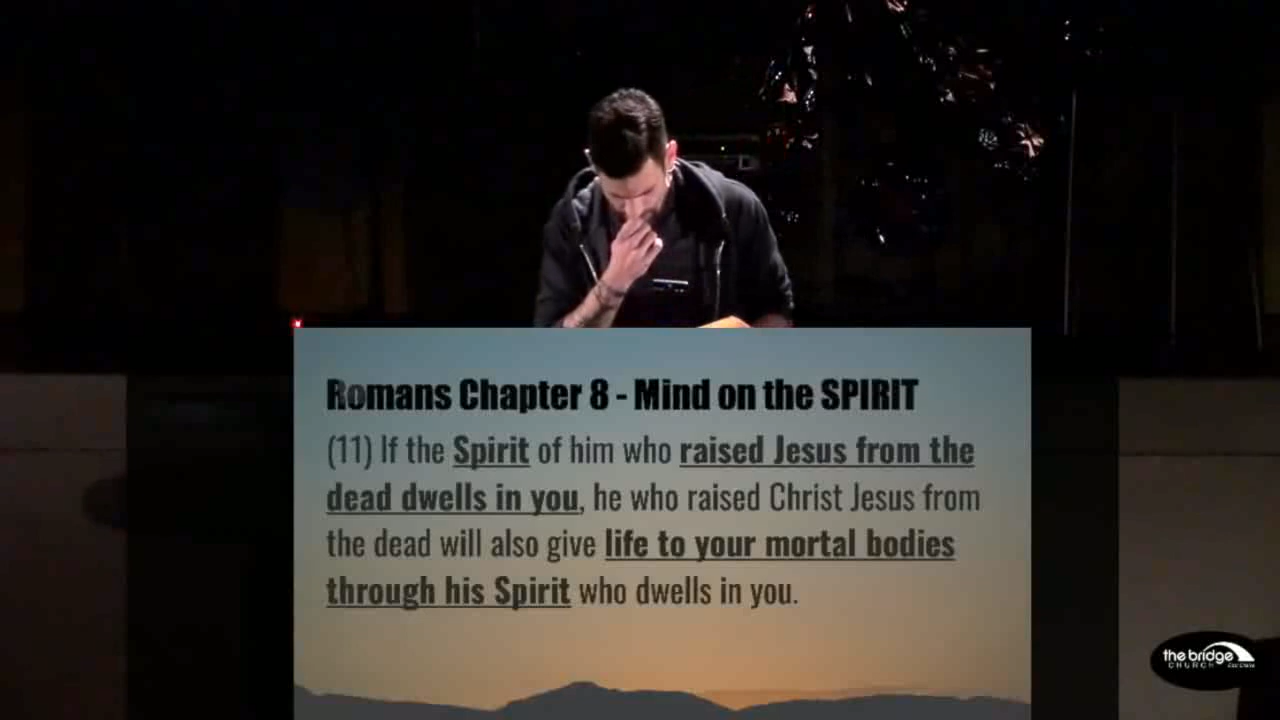 Romans Chapter 8 - Mind on the SPIRIT
(11) If the Spirit of him who raised Jesus from the
dead dwells in you, he who raised Christ Jesus from
the dead will also give life to your mortal bodies
through his Spirit who dwells in you.
the bridge
CHURCH